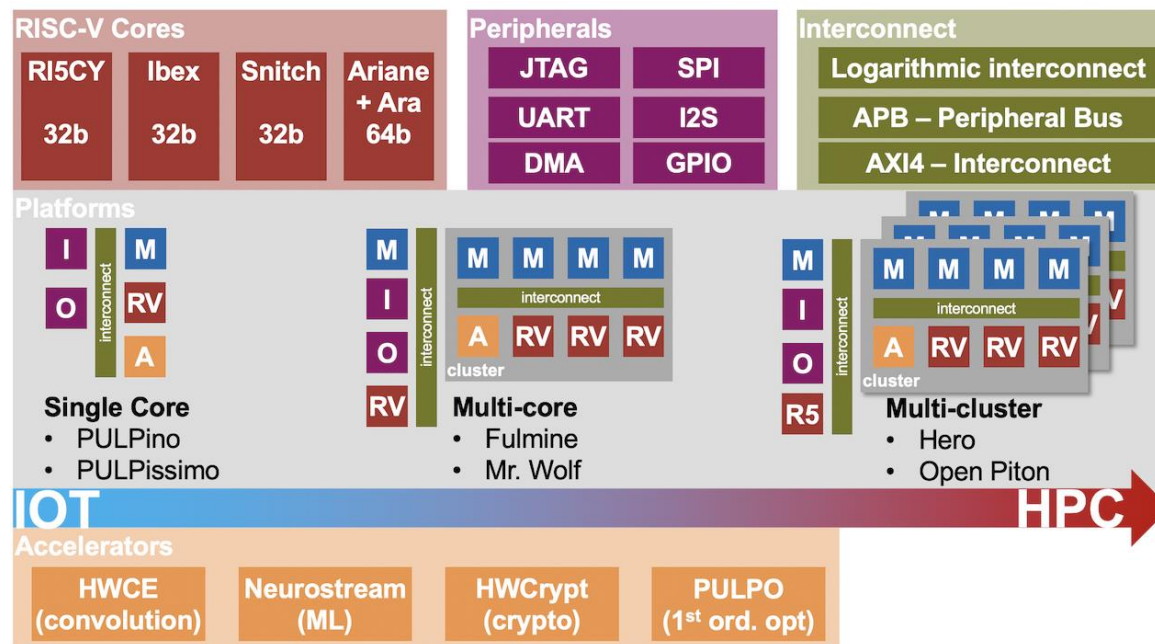 RISC-V Cores
RI5CY
32b
Ibex
32b
Snitch
32b
Ariane
+ Ara
64b
Peripherals
JTAG
SPI
UART
I2S
DMA
GPIO
Interconnect
Logarithmic interconnect
APB – Peripheral Bus
AXI4 – Interconnect
Platforms
I
O
interconnect
M
RV
A
Single Core
• PULPino
• PULPissimo
M
I
O
RV
interconnect
M M M M
interconnect
A RV RV RV
cluster
Multi-core
• Fulmine
• Mr. Wolf
M
I
O
R5
interconnect
M M M M
M M M M
M M M M
interconnect
A RV RV RV
cluster
Multi-cluster
• Hero
• Open Piton
IOT
HPC
Accelerators
HWCE
(convolution)
Neurostream
(ML)
HWCrypt
(crypto)
PULPO
(1st ord. opt)